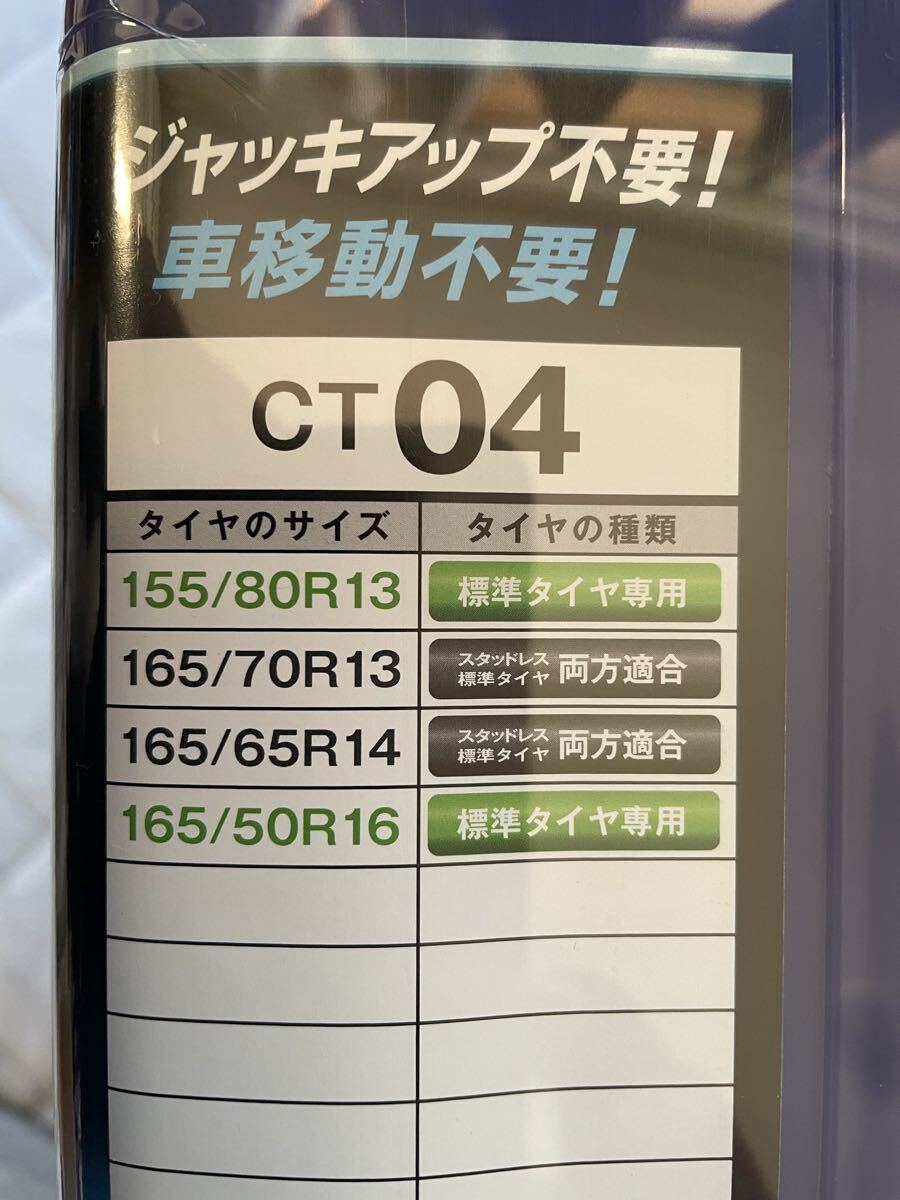 ジャッキアップ不要!
車移動不要!
CT04
タイヤのサイズ タイヤの種類
155/80R13 標準タイヤ専用
165/70R13 スタッドレス 標準タイヤ 両方適合
165/65R14 スタッドレス 標準タイヤ 両方適合
165/50R16 標準タイヤ専用